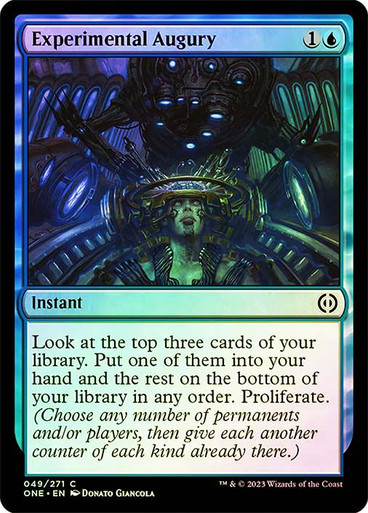 Experimental Augury 1
Instant
Look at the top three cards of your
library. Put one of them into your
hand and the rest on the bottom of
your library in any order. Proliferate.
(Choose any number of permanents
and/or players, then give each another
counter of each kind already there.)
049/271 C
ONE • EN DONATO GIANCOLA
™ & © 2023 Wizards of the Coast